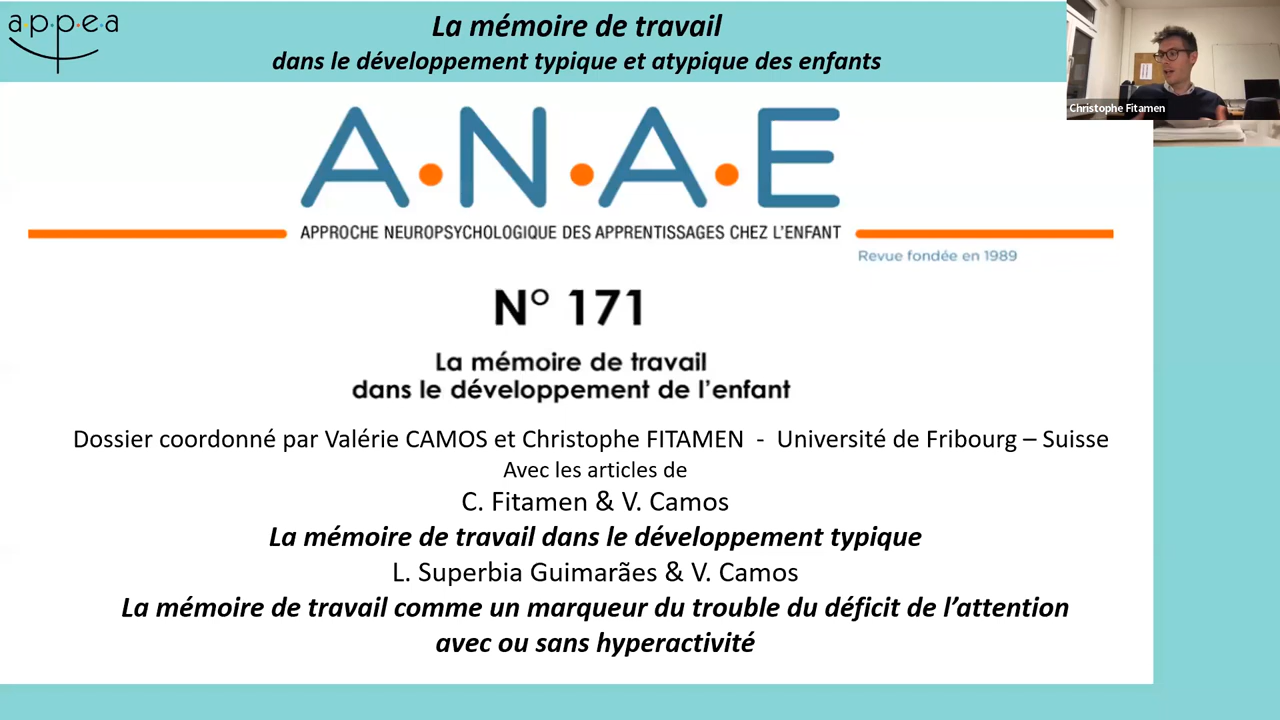 a·p·p·e·a
La mémoire de travail
dans le développement typique et atypique des enfants
Christophe Fitamen
A·N·A·E
APPROCHE NEUROPSYCHOLOGIQUE DES APPRENTISSAGES CHEZ L'ENFANT
Revue fondée en 1989
N° 171
La mémoire de travail
dans le développement de l'enfant
Dossier coordonné par Valérie CAMOS et Christophe FITAMEN - Université de Fribourg – Suisse
Avec les articles de
C. Fitamen & V. Camos
La mémoire de travail dans le développement typique
L. Superbia Guimarães & V. Camos
La mémoire de travail comme un marqueur du trouble du déficit de l'attention
avec ou sans hyperactivité